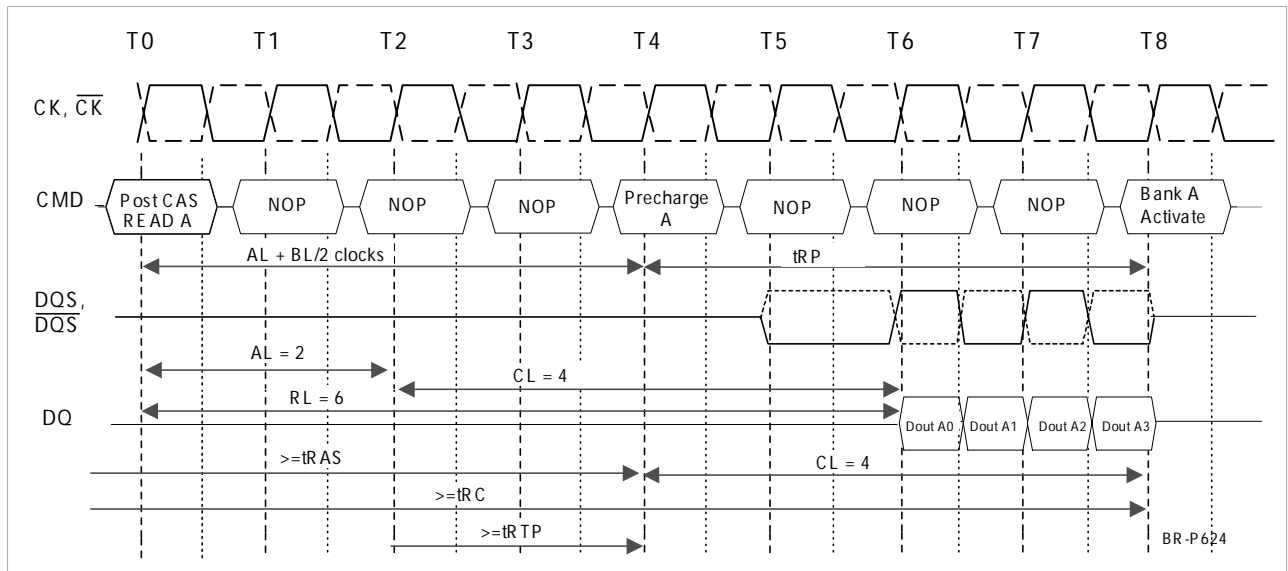 T0 T1 T2 T3 T4 T5 T6 T7 T8
CK, CK
CMD
Post CAS
READ A
NOP
NOP
NOP
Precharge
A
NOP
NOP
NOP
Bank A
Activate
AL + BL/2 clocks
tRP
DQS,
DQS
AL = 2
CL = 4
RL = 6
DQ
Dout A0 Dout A1 Dout A2 Dout A3
>=tRAS
CL = 4
>=tRC
>=tRTP
BR-P624